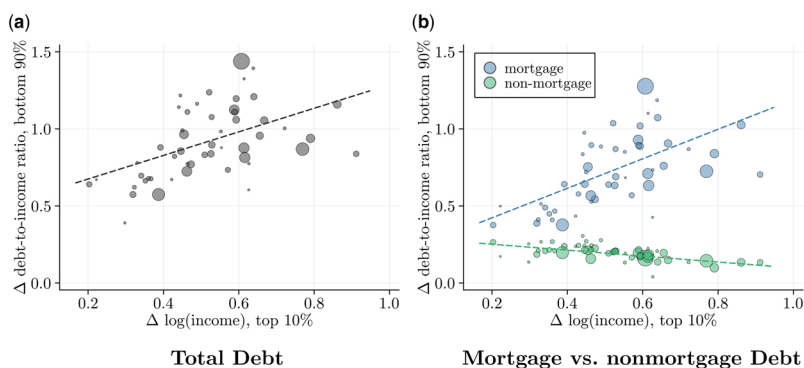 (a)
Δ debt-to-income ratio, bottom 90%
1.5
1.0
0.5
0.0
0.2 0.4 0.6 0.8 1.0
Δ log(income), top 10%
Total Debt
(b)
Δ debt-to-income ratio, bottom 90%
1.5
1.0
0.5
0.0
mortgage
non-mortgage
0.2 0.4 0.6 0.8 1.0
Δ log(income), top 10%
Mortgage vs. nonmortgage Debt